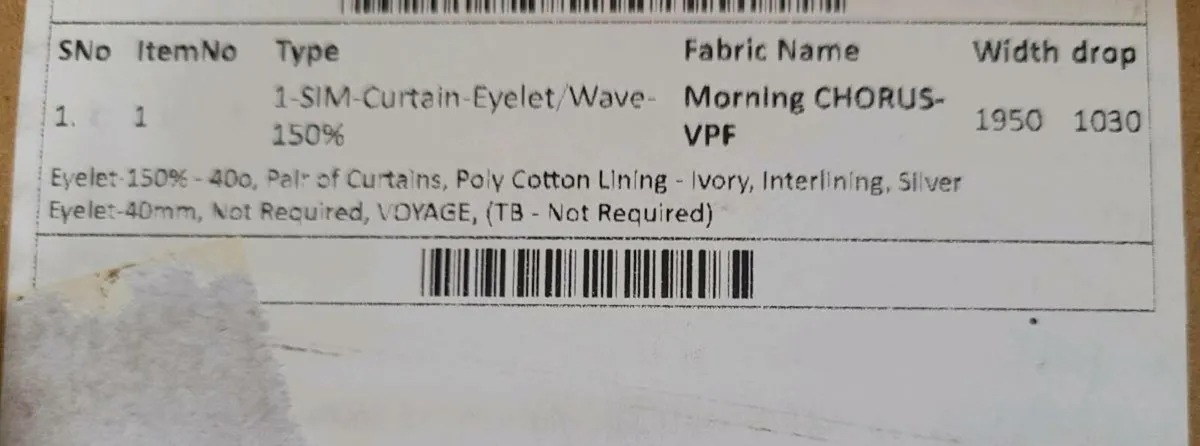 SNo ItemNo Type Fabric Name Width drop
1. 1 1-SIM-Curtain-Eyelet/Wave- Morning CHORUS- 1950 1030
150% VPF
Eyelet-150% - 40o, Pair of Curtains, Poly Cotton Lining - Ivory, Interlining, Silver
Eyelet-40mm, Not Required, VOYAGE, (TB - Not Required)